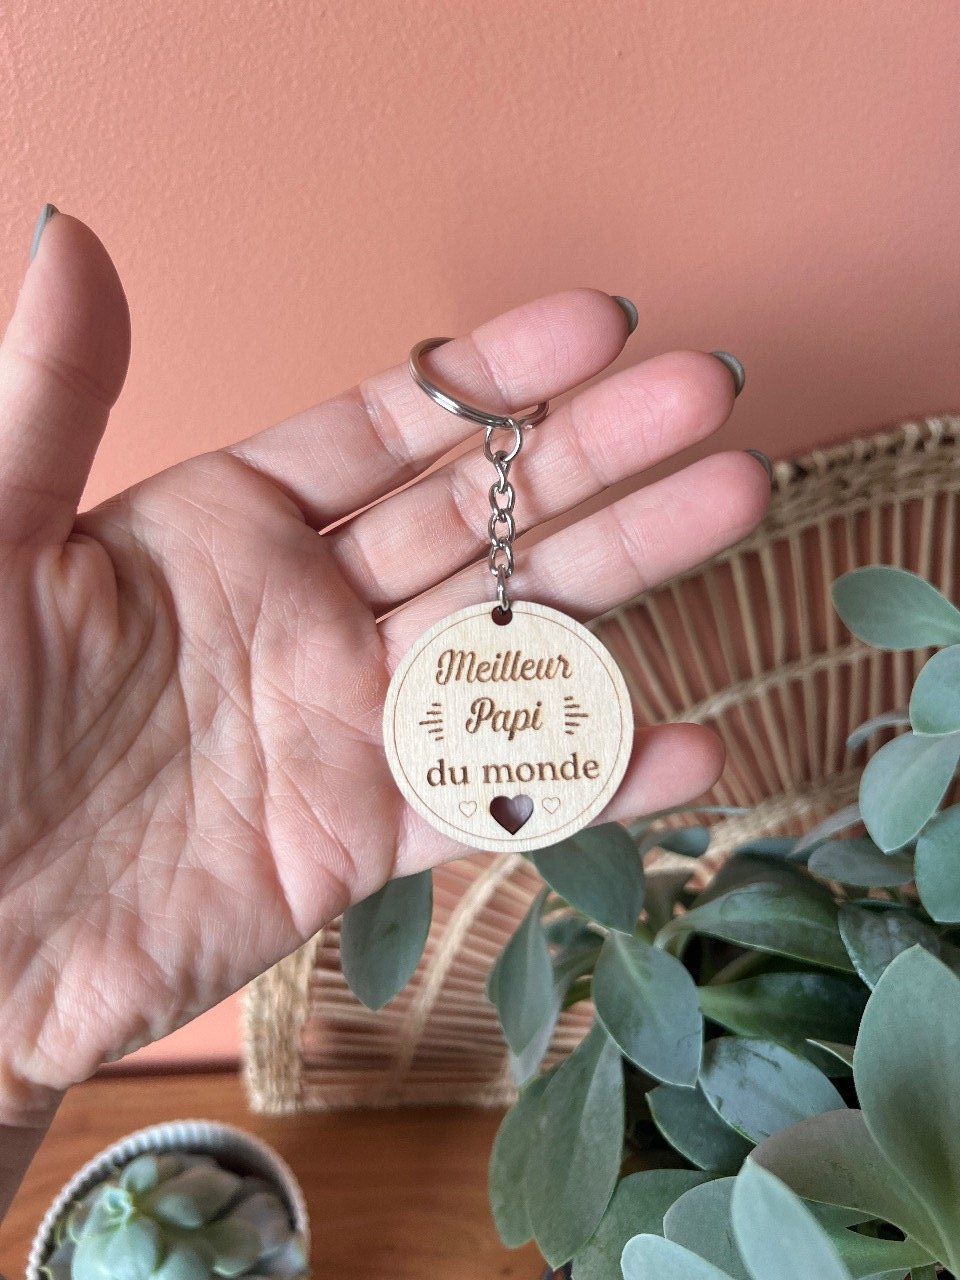 Meilleur
Papi
du monde